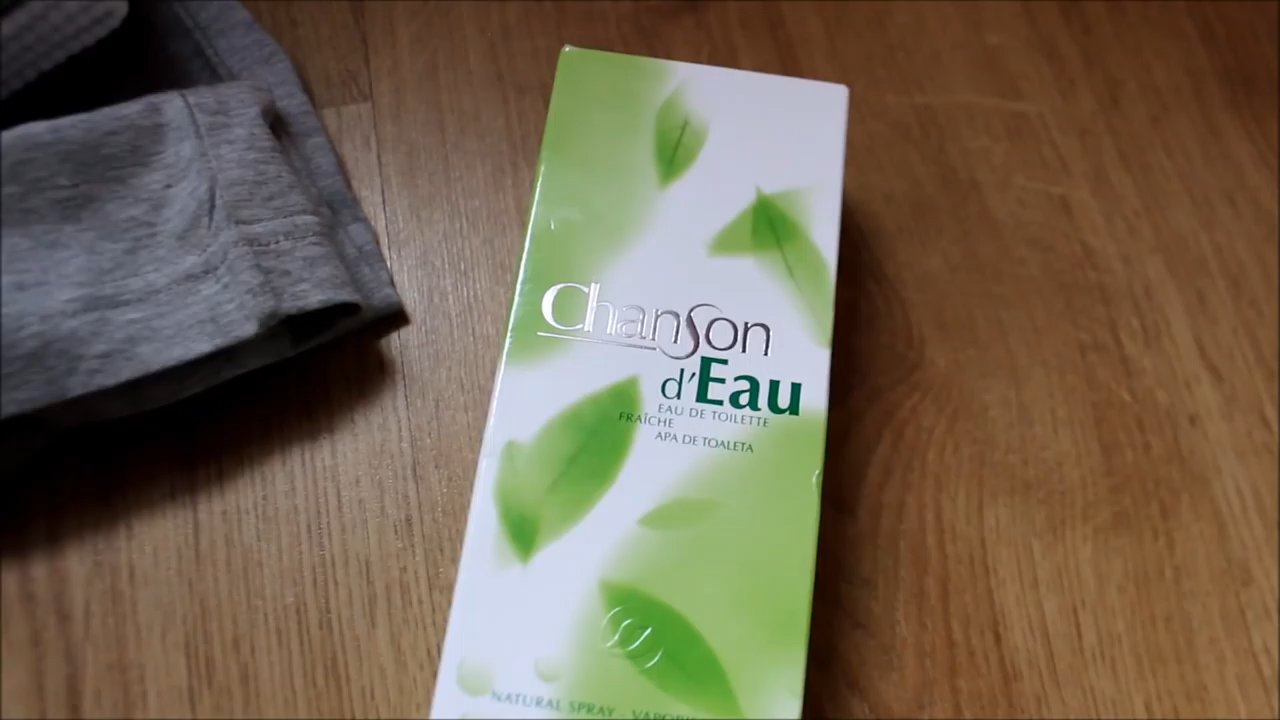 Chanson
d'Eau
EAU DE TOILETTE
FRAÎCHE
APA DE TOALETA
NATURAL SPRAY